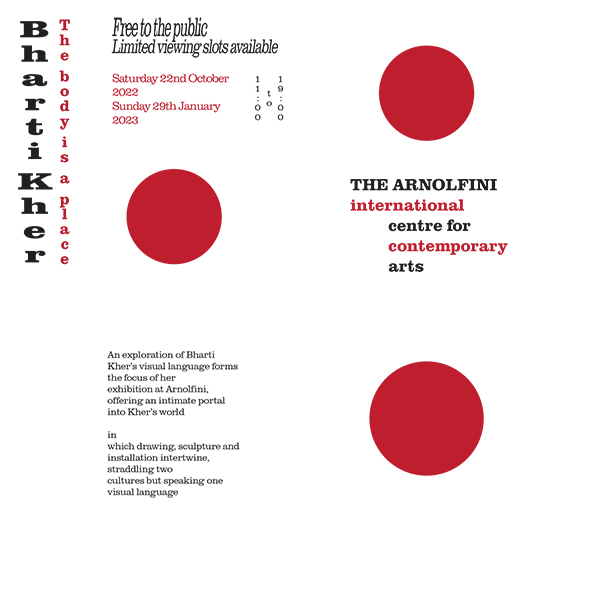 Bharti Kher
The body is a place
Free to the public
Limited viewing slots available
Saturday 22nd October
2022
Sunday 29th January
2023
11:00
to
19:00
THE ARNOLFINI
international
centre for
contemporary
arts
An exploration of Bharti
Kher's visual language forms
the focus of her
exhibition at Arnolfini,
offering an intimate portal
into Kher's world
in
which drawing, sculpture and
installation intertwine,
straddling two
cultures but speaking one
visual language